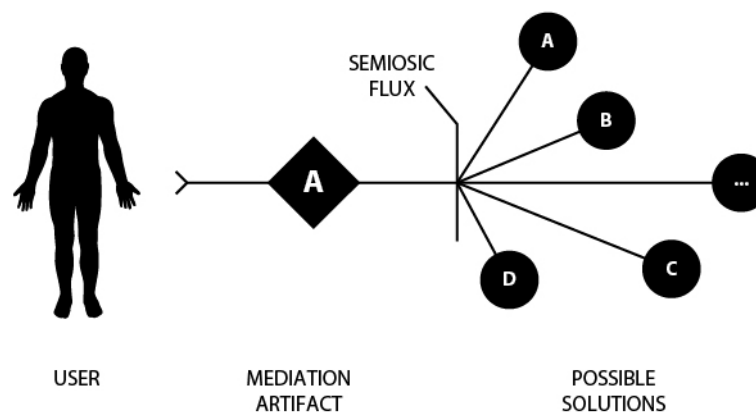 A
SEMIOSIC
FLUX
B
A
...
D
C
USER
MEDIATION
ARTIFACT
POSSIBLE
SOLUTIONS